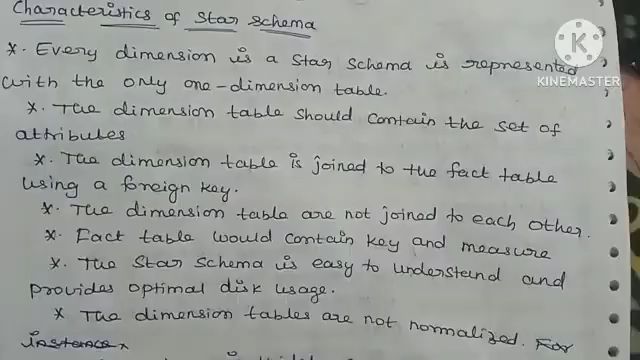 Characteristics of Star Schema
*. Every dimension is a star schema is represented
with the only one-dimension table.
*. The dimension table should contain the set of
attributes
*. The dimension table is joined to the fact table
using a foreign key.
*. The dimension table are not joined to each other.
*. Fact table would contain key and measure
*. The Star schema is easy to understand and
provides optimal disk usage.
* The dimension tables are not normalized. For
instance
KINEMASTER